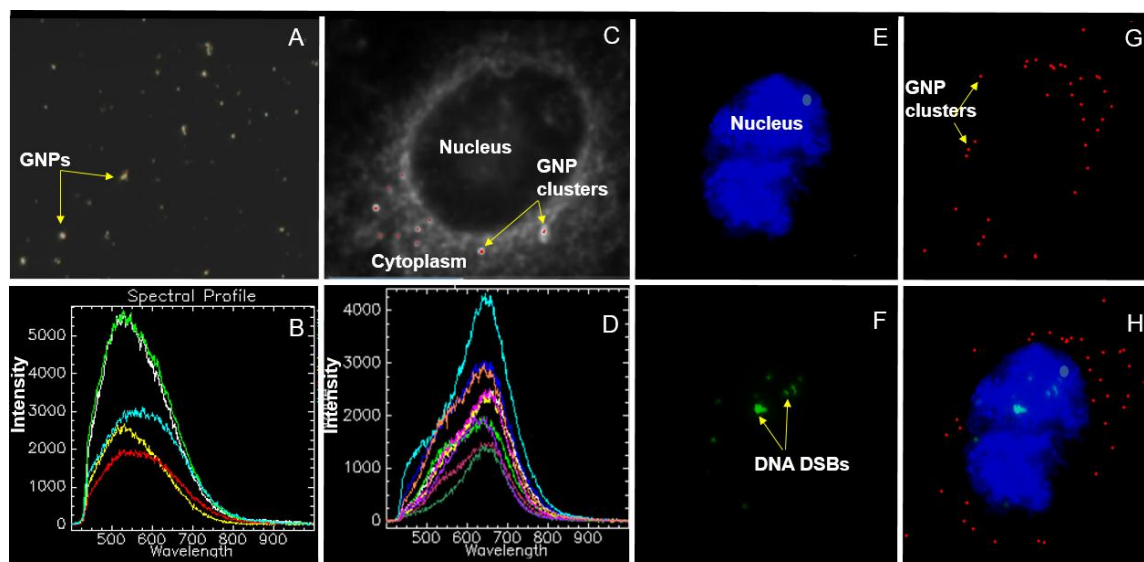 A
GNPs
C
Nucleus
GNP
clusters
Cytoplasm
E
Nucleus
G
GNP
clusters
Spectral Profile
B
Intensity
5000
4000
3000
2000
1000
0
500 600 700 800 900
Wavelength
D
Intensity
4000
3000
2000
1000
0
500 600 700 800 900
Wavelength
F
DNA DSBs
H